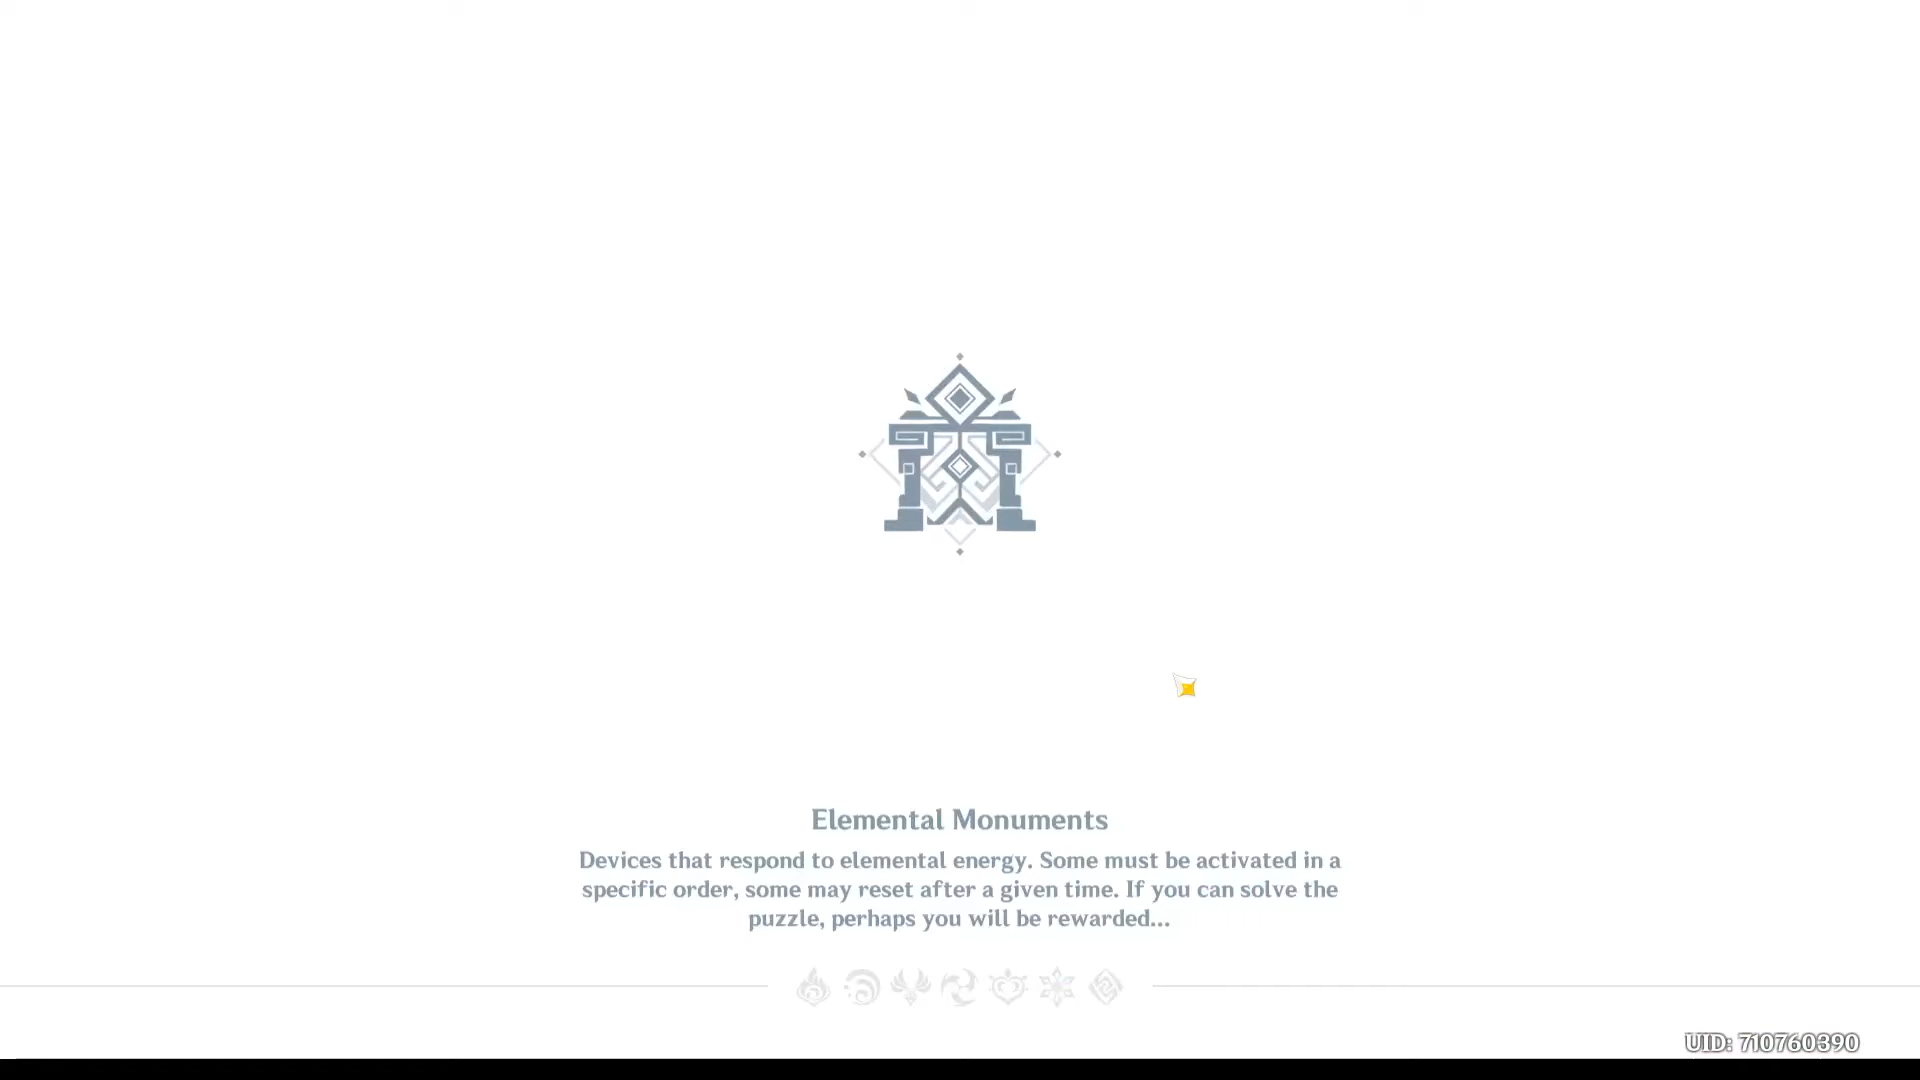 Elemental Monuments
Devices that respond to elemental energy. Some must be activated in a
specific order, some may reset after a given time. If you can solve the
puzzle, perhaps you will be rewarded...
UID: 710760390